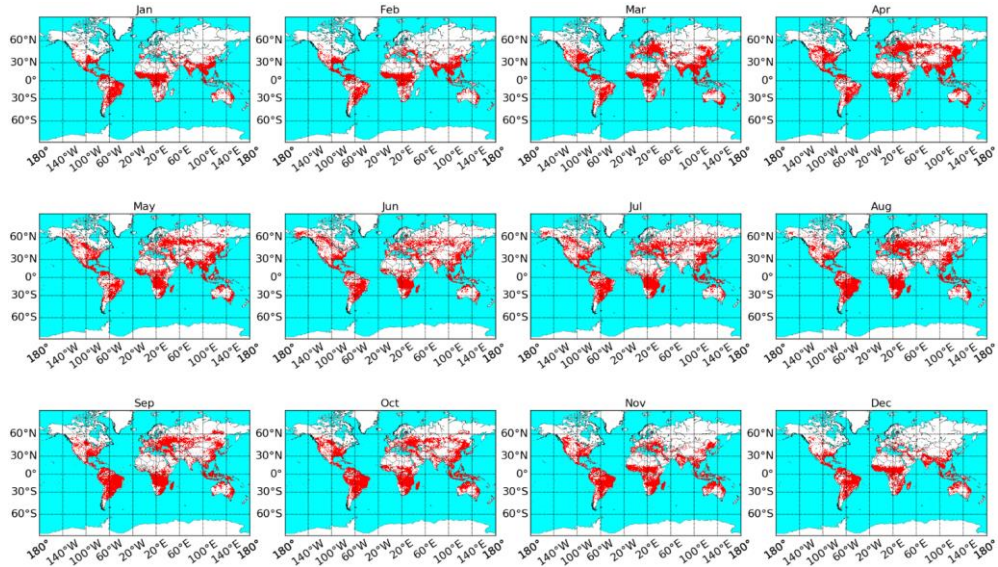 Jan Feb Mar Apr
60°N 60°N 60°N 60°N
30°N 30°N 30°N 30°N
0° 0° 0° 0°
30°S 30°S 30°S 30°S
60°S 60°S 60°S 60°S
180° 140°W 100°W 60°W 20°W 20°E 60°E 100°E 140°E 180° 180° 140°W 100°W 60°W 20°W 20°E 60°E 100°E 140°E 180° 180° 140°W 100°W 60°W 20°W 20°E 60°E 100°E 140°E 180° 180° 140°W 100°W 60°W 20°W 20°E 60°E 100°E 140°E 180°
May Jun Jul Aug
60°N 60°N 60°N 60°N
30°N 30°N 30°N 30°N
0° 0° 0° 0°
30°S 30°S 30°S 30°S
60°S 60°S 60°S 60°S
180° 140°W 100°W 60°W 20°W 20°E 60°E 100°E 140°E 180° 180° 140°W 100°W 60°W 20°W 20°E 60°E 100°E 140°E 180° 180° 140°W 100°W 60°W 20°W 20°E 60°E 100°E 140°E 180° 180° 140°W 100°W 60°W 20°W 20°E 60°E 100°E 140°E 180°
Sep Oct Nov Dec
60°N 60°N 60°N 60°N
30°N 30°N 30°N 30°N
0° 0° 0° 0°
30°S 30°S 30°S 30°S
60°S 60°S 60°S 60°S
180° 140°W 100°W 60°W 20°W 20°E 60°E 100°E 140°E 180° 180° 140°W 100°W 60°W 20°W 20°E 60°E 100°E 140°E 180° 180° 140°W 100°W 60°W 20°W 20°E 60°E 100°E 140°E 180° 180° 140°W 100°W 60°W 20°W 20°E 60°E 100°E 140°E 180°